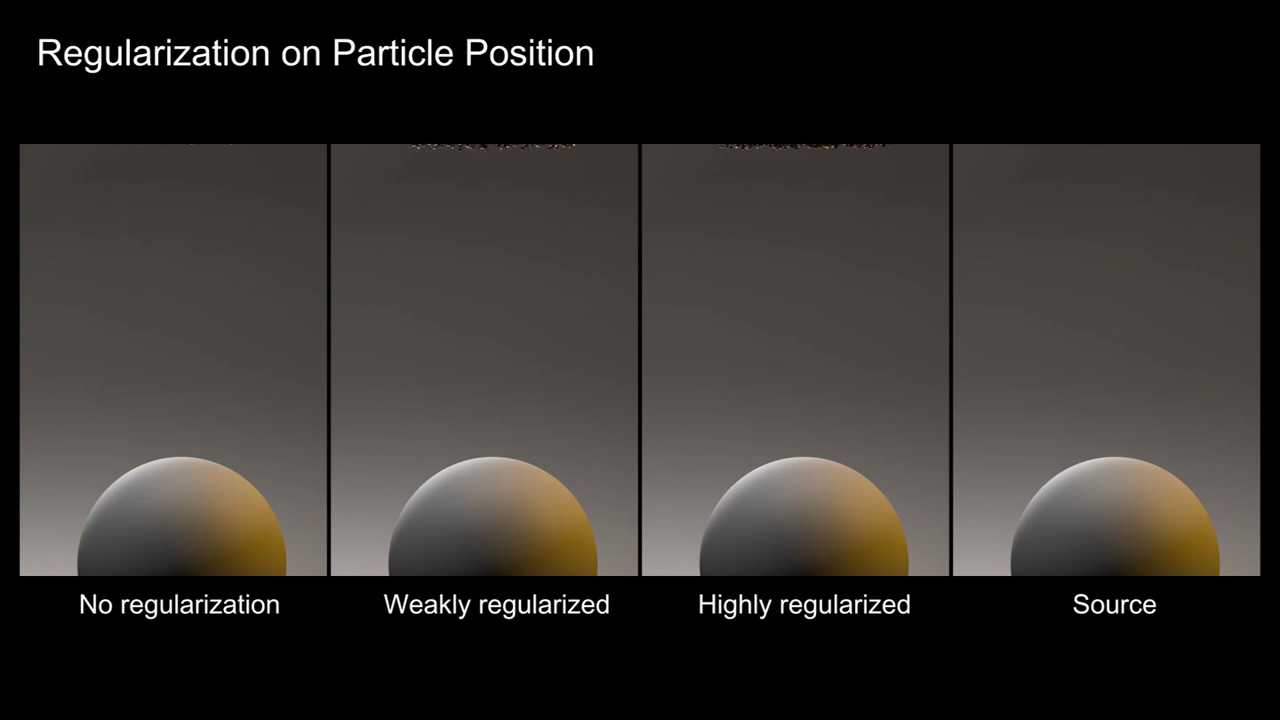 Regularization on Particle Position
No regularization
Weakly regularized
Highly regularized
Source